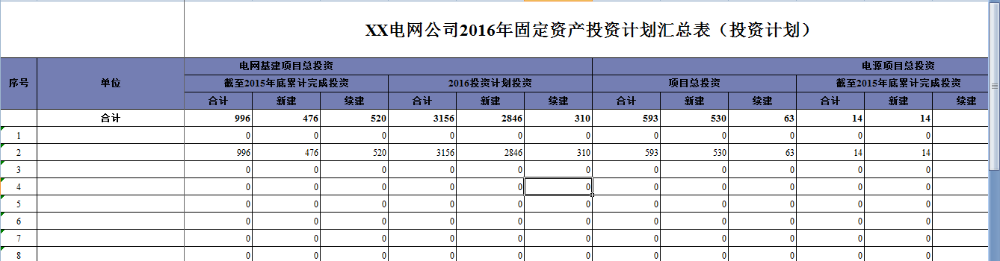 XX电网公司2016年固定资产投资计划汇总表（投资计划）
序号 单位 电网基建项目总投资 电源项目总投资
截至2015年底累计完成投资 2016投资计划投资 项目总投资 截至2015年底累计完成投资
合计 新建 续建 合计 新建 续建 合计 新建 续建 合计 新建 续建
合计 996 476 520 3156 2846 310 593 530 63 14 14
1 0 0 0 0 0 0 0 0 0 0 0
2 996 476 520 3156 2846 310 593 530 63 14 14
3 0 0 0 0 0 0 0 0 0 0 0
4 0 0 0 0 0 0 0 0 0 0 0
5 0 0 0 0 0 0 0 0 0 0 0
6 0 0 0 0 0 0 0 0 0 0 0
7 0 0 0 0 0 0 0 0 0 0 0
8 0 0 0 0 0 0 0 0 0 0 0